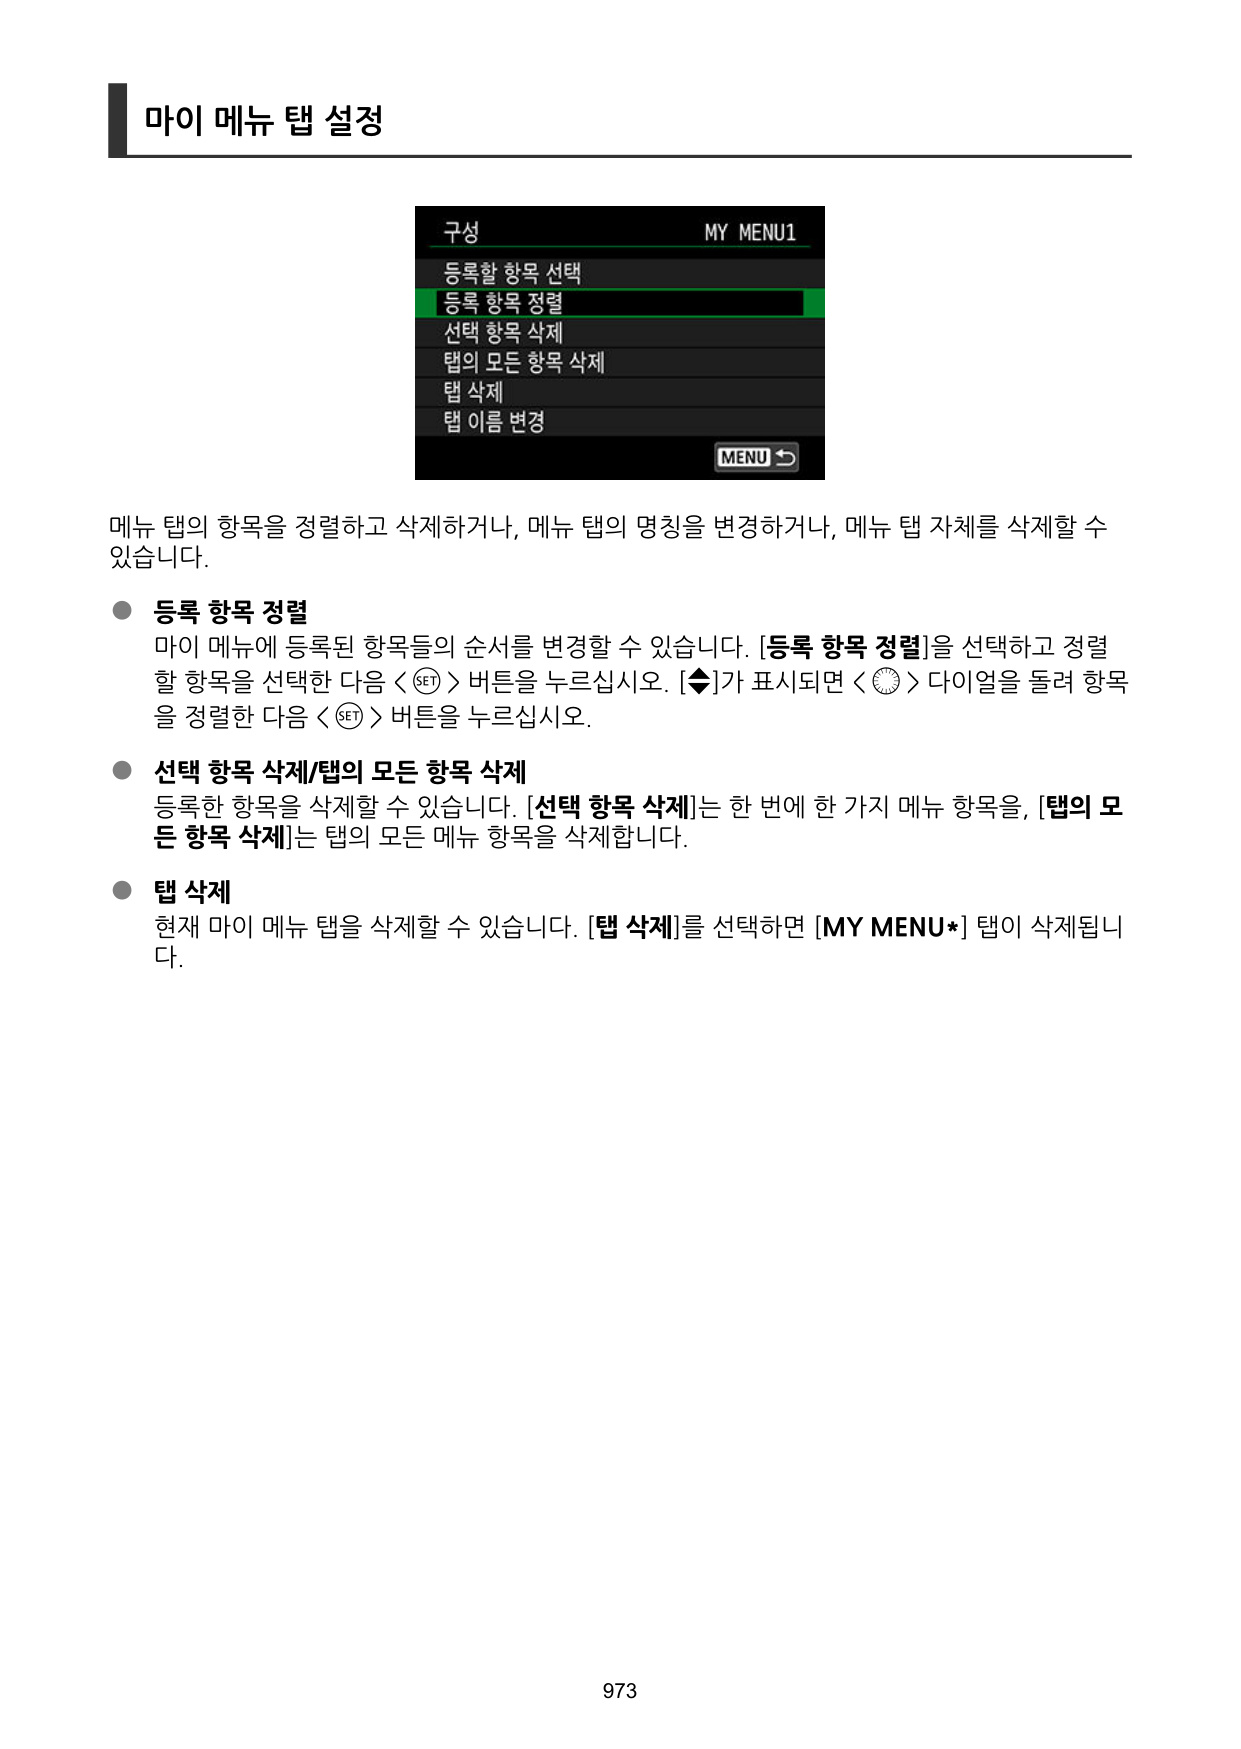 마이 메뉴 탭 설정
구성 MY MENU1
등록할 항목 선택
등록 항목 정렬
선택 항목 삭제
탭의 모든 항목 삭제
탭 삭제
탭 이름 변경
MENU
메뉴 탭의 항목을 정렬하고 삭제하거나, 메뉴 탭의 명칭을 변경하거나, 메뉴 탭 자체를 삭제할 수
있습니다.
● 등록 항목 정렬
마이 메뉴에 등록된 항목들의 순서를 변경할 수 있습니다. [등록 항목 정렬]을 선택하고 정렬
할 항목을 선택한 다음 < SET > 버튼을 누르십시오. [◆]가 표시되면 < > 다이얼을 돌려 항목
을 정렬한 다음 < SET > 버튼을 누르십시오.
● 선택 항목 삭제/탭의 모든 항목 삭제
등록한 항목을 삭제할 수 있습니다. [선택 항목 삭제]는 한 번에 한 가지 메뉴 항목을, [탭의 모
든 항목 삭제]는 탭의 모든 메뉴 항목을 삭제합니다.
● 탭 삭제
현재 마이 메뉴 탭을 삭제할 수 있습니다. [탭 삭제]를 선택하면 [MY MENU*] 탭이 삭제됩니
다.
973